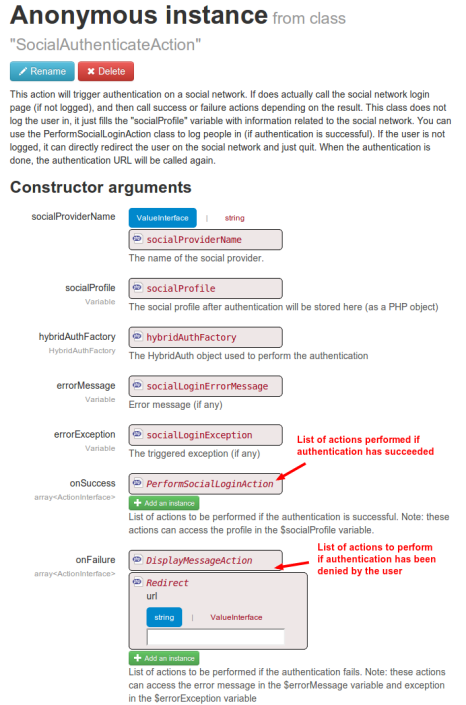 Anonymous instance from class
"SocialAuthenticateAction"
Rename
Delete
This action will trigger authentication on a social network. If does actually call the social network login
page (if not logged), and then call success or failure actions depending on the result. This class does not
log the user in, it just fills the "socialProfile" variable with information related to the social network. You can
use the PerformSocialLoginAction class to log people in (if authentication is successful). If the user is not
logged, it can directly redirect the user on the social network and just quit. When the authentication is
done, the authentication URL will be called again.
Constructor arguments
socialProviderName
ValueInterface | string
socialProviderName
The name of the social provider.
socialProfile
Variable
socialProfile
The social profile after authentication will be stored here (as a PHP object)
hybridAuthFactory
HybridAuthFactory
hybridAuthFactory
The HybridAuth object used to perform the authentication
errorMessage
Variable
socialLoginErrorMessage
Error message (if any)
errorException
Variable
socialLoginException
The triggered exception (if any)
List of actions performed if
authentication has succeeded
onSuccess
array<ActionInterface>
PerformSocialLoginAction
Add an instance
List of actions to be performed if the authentication is successful. Note: these
actions can access the profile in the $socialProfile variable.
List of actions to perform
if authentication has been
denied by the user
onFailure
array<ActionInterface>
DisplayMessageAction
Redirect
url
string | ValueInterface
Add an instance
List of actions to be performed if the authentication fails. Note: these actions
can access the error message in the $errorMessage variable and exception
in the $errorException variable